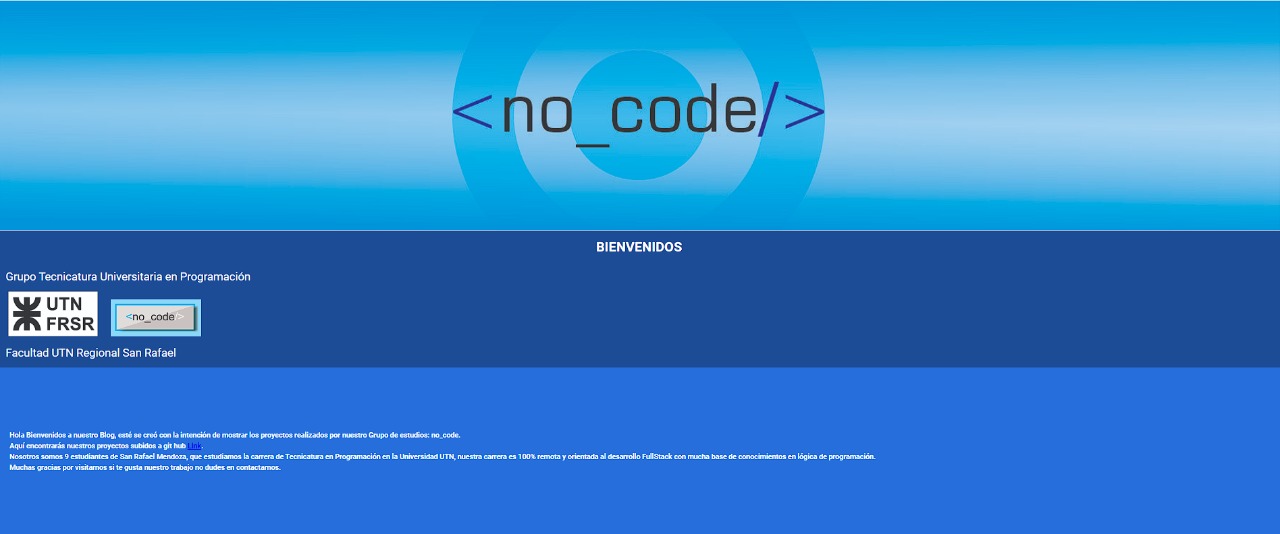 <no_code/>
BIENVENIDOS
Grupo Tecnicatura Universitaria en Programación
UTN
FRSR
<no_code/>
Facultad UTN Regional San Rafael
Hola Bienvenidos a nuestro Blog, esté se creó con la intención de mostrar los proyectos realizados por nuestro Grupo de estudios: no_code.
Aquí encontrarás nuestros proyectos subidos a git hub Link.
Nosotros somos 9 estudiantes de San Rafael Mendoza, que estudiamos la carrera de Tecnicatura en Programación en la Universidad UTN, nuestra carrera es 100% remota y orientada al desarrollo FullStack con mucha base de conocimientos en lógica de programación.
Muchas gracias por visitarnos si te gusta nuestro trabajo no dudes en contactarnos.